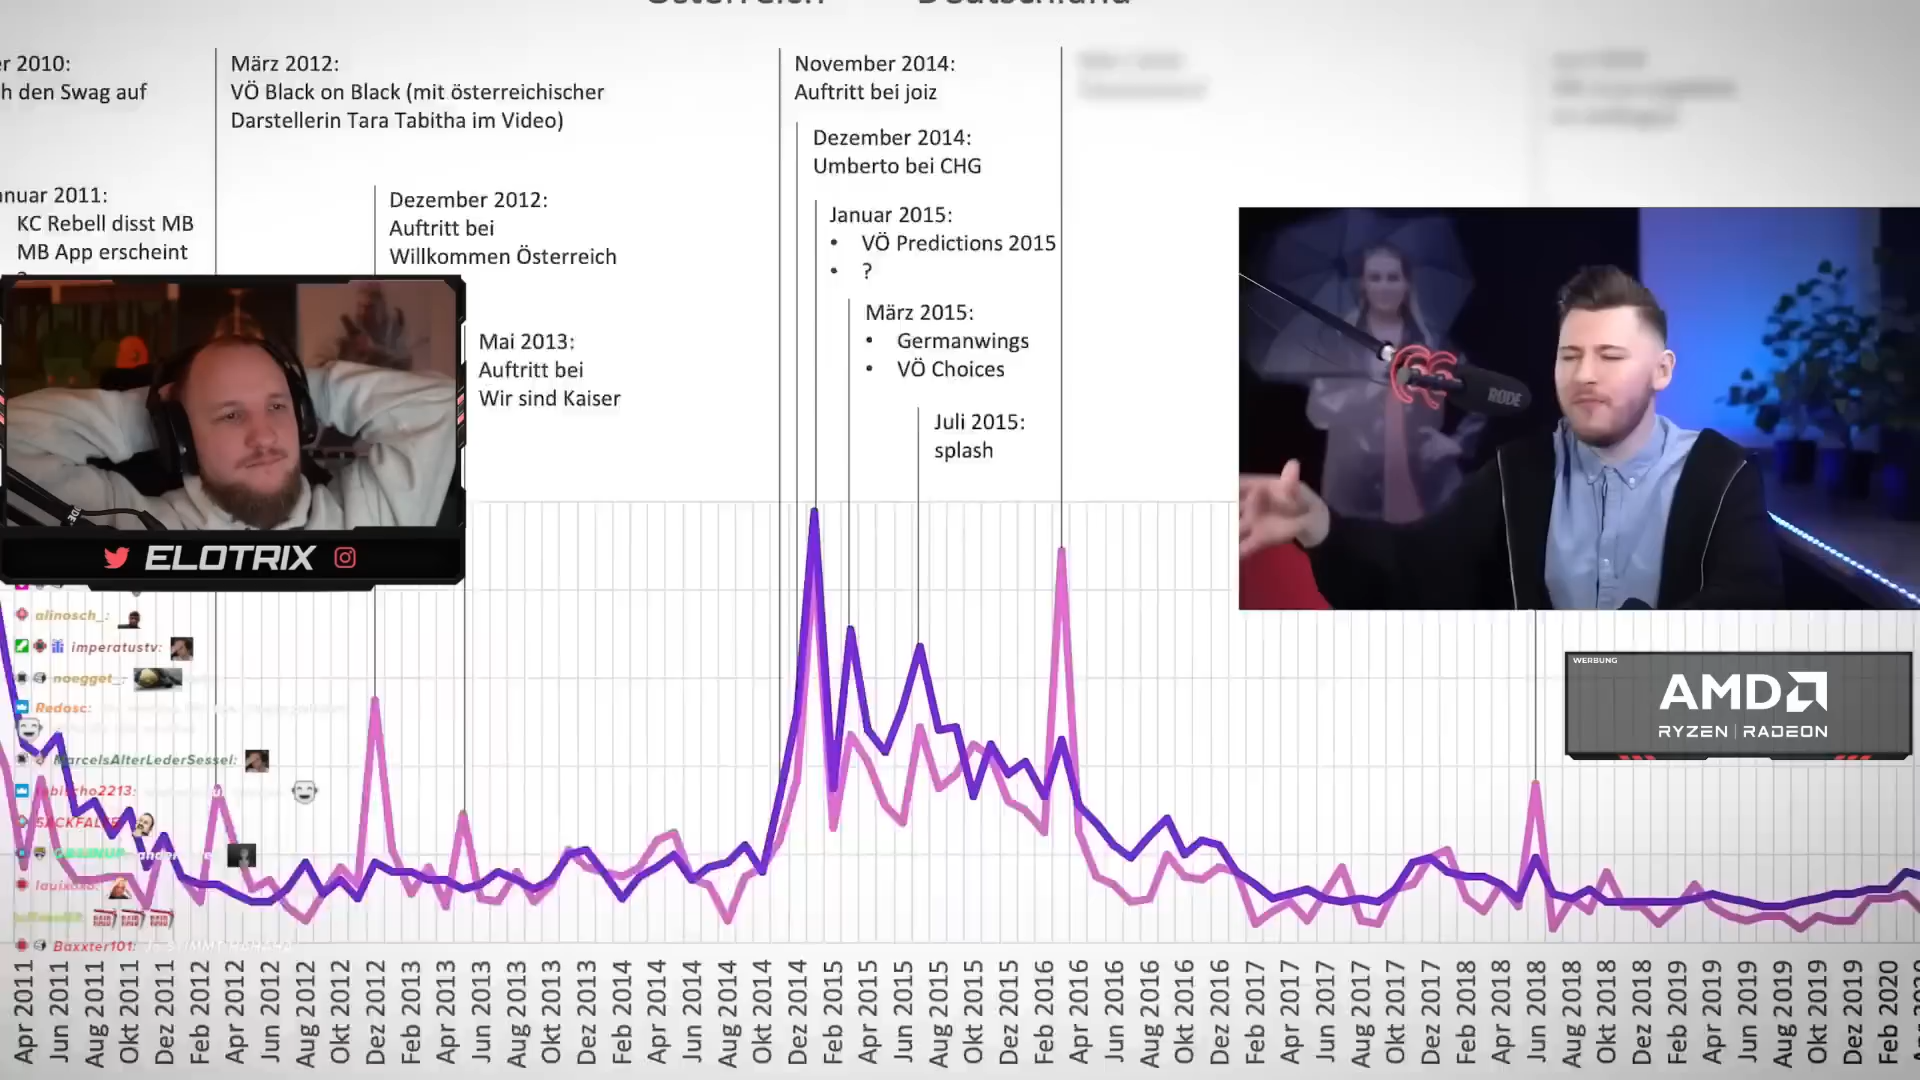 Österreich Deutschland
er 2010:
h den Swag auf
anuar 2011:
KC Rebell disst MB
MB App erscheint
März 2012:
VÖ Black on Black (mit österreichischer
Darstellerin Tara Tabitha im Video)
Dezember 2012:
Auftritt bei
Willkommen Österreich
Mai 2013:
Auftritt bei
Wir sind Kaiser
November 2014:
Auftritt bei joiz
Dezember 2014:
Umberto bei CHG
Januar 2015:
• VÖ Predictions 2015
• ?
März 2015:
• Germanwings
• VÖ Choices
Juli 2015:
splash
RØDE
ELOTRIX
alinosch_:
imperatustv:
noegget_:
Redosc:
MarcelsAlterLederSessel:
Baxxter101: STIMMT HAHAHA
WERBUNG
AMD
RYZEN | RADEON
Apr 2011
Jun 2011
Aug 2011
Okt 2011
Dez 2011
Feb 2012
Apr 2012
Jun 2012
Aug 2012
Okt 2012
Dez 2012
Feb 2013
Apr 2013
Jun 2013
Aug 2013
Okt 2013
Dez 2013
Feb 2014
Apr 2014
Jun 2014
Aug 2014
Okt 2014
Dez 2014
Feb 2015
Apr 2015
Jun 2015
Aug 2015
Okt 2015
Dez 2015
Feb 2016
Apr 2016
Jun 2016
Aug 2016
Okt 2016
Dez 2016
Feb 2017
Apr 2017
Jun 2017
Aug 2017
Okt 2017
Dez 2017
Feb 2018
Apr 2018
Jun 2018
Aug 2018
Okt 2018
Dez 2018
Feb 2019
Apr 2019
Jun 2019
Aug 2019
Okt 2019
Dez 2019
Feb 2020